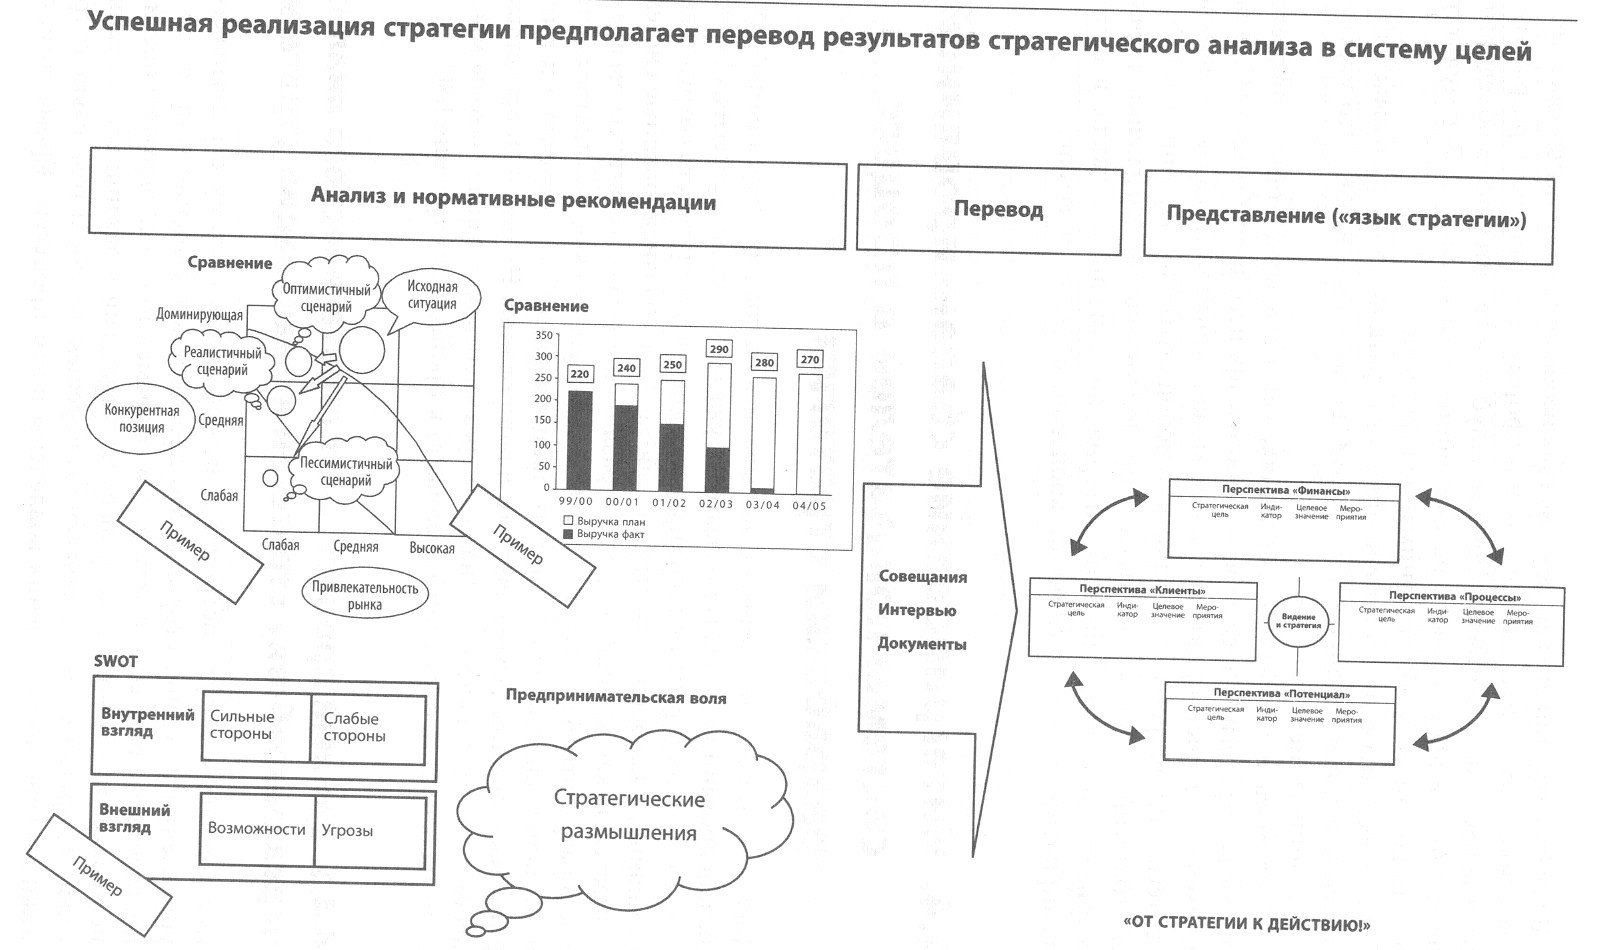 Успешная реализация стратегии предполагает перевод результатов стратегического анализа в систему целей
Анализ и нормативные рекомендации
Перевод
Представление («язык стратегии»)
Сравнение
Оптимистичный
сценарий
Исходная
ситуация
Доминирующая
Реалистичный
сценарий
Конкурентная
позиция
Средняя
Пессимистичный
сценарий
Слабая
Пример
Слабая
Средняя
Высокая
Привлекательность
рынка
Сравнение
350
300
250
200
150
100
50
0
220
240
250
290
280
270
99/00
00/01
01/02
02/03
03/04
04/05
Выручка план
Выручка факт
Пример
SWOT
Внутренний
взгляд
Сильные
стороны
Слабые
стороны
Внешний
взгляд
Возможности
Угрозы
Пример
Предпринимательская воля
Стратегические
размышления
Совещания
Интервью
Документы
Перспектива «Финансы»
Стратегическая Инди- Целевое Меро-
цель катор значение приятия
Перспектива «Клиенты»
Стратегическая Инди- Целевое Меро-
цель катор значение приятия
Видение
и стратегия
Перспектива «Процессы»
Стратегическая Инди- Целевое Меро-
цель катор значение приятия
Перспектива «Потенциал»
Стратегическая Инди- Целевое Меро-
цель катор значение приятия
«ОТ СТРАТЕГИИ К ДЕЙСТВИЮ!»